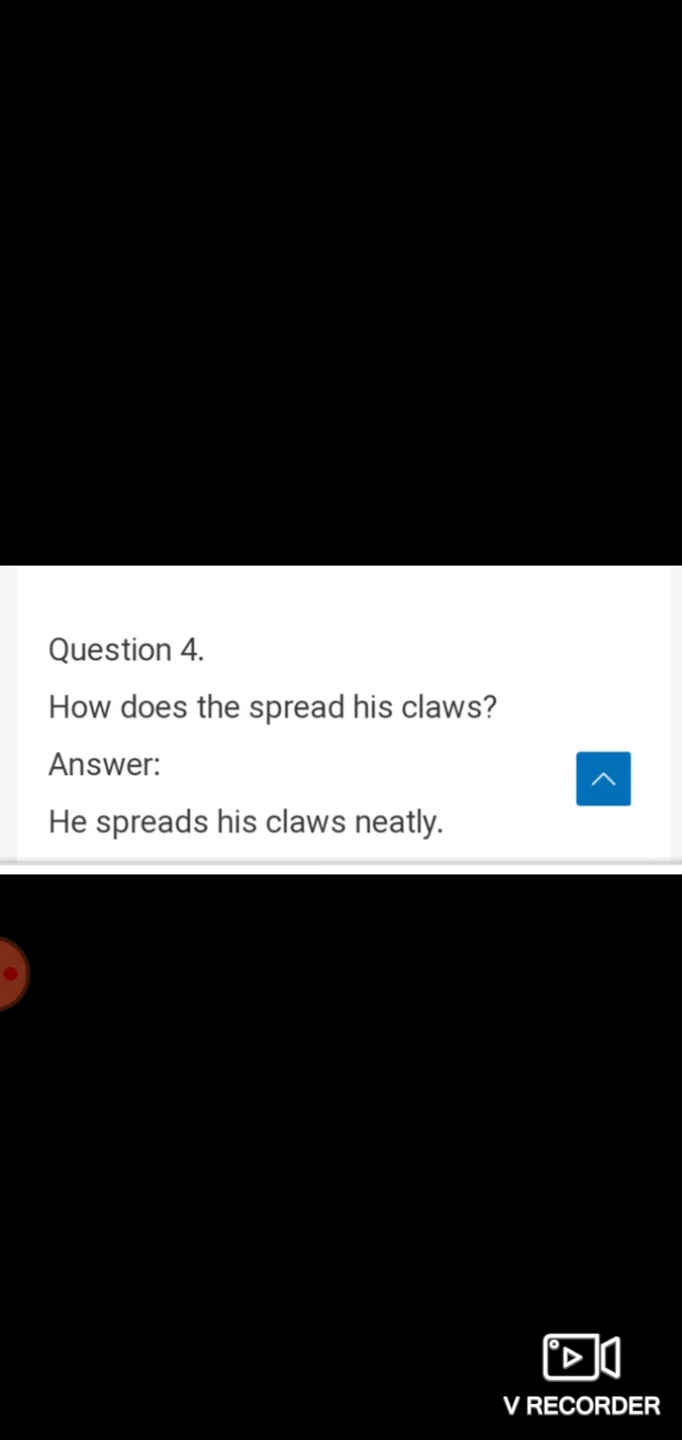 Question 4.
How does the spread his claws?
Answer:
He spreads his claws neatly.
V RECORDER